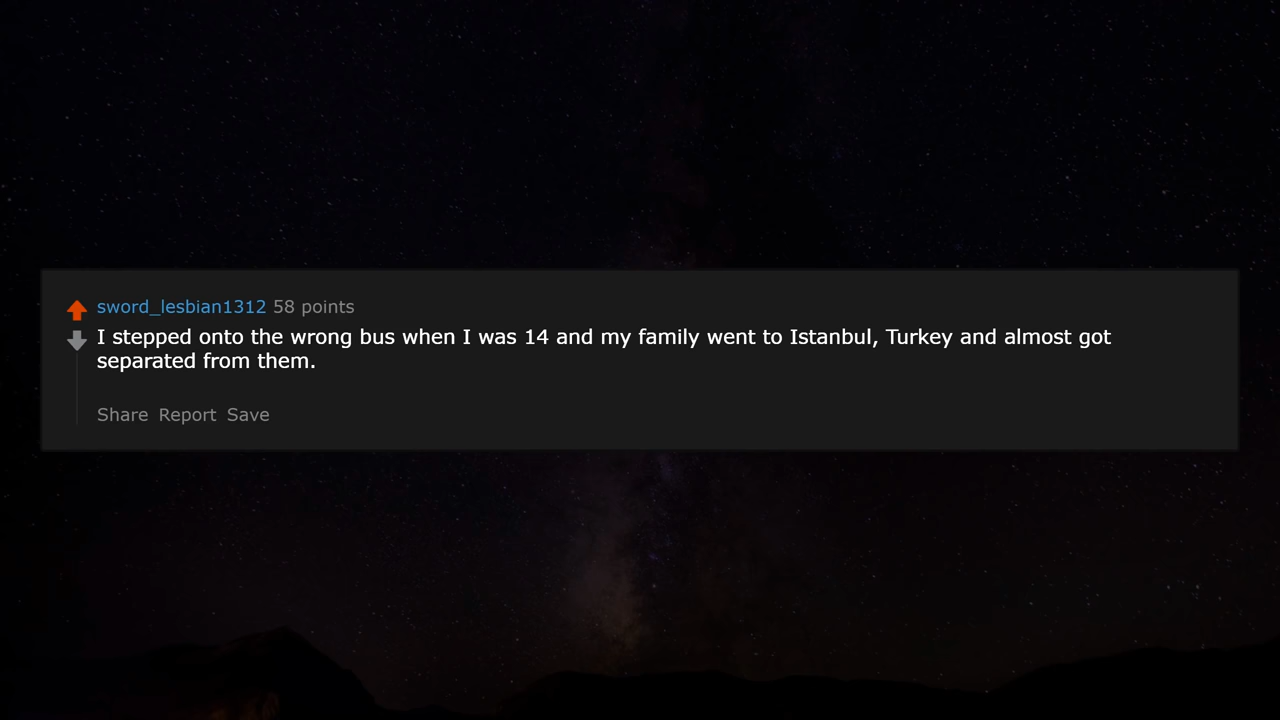 sword_lesbian1312 58 points
I stepped onto the wrong bus when I was 14 and my family went to Istanbul, Turkey and almost got
separated from them.
Share Report Save